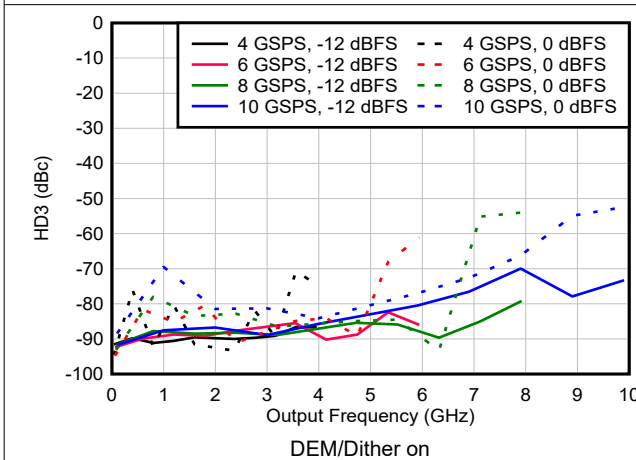 0
-10
-20
-30
-40
-50
-60
-70
-80
-90
-100
HD3 (dBc)
4 GSPS, -12 dBFS
6 GSPS, -12 dBFS
8 GSPS, -12 dBFS
10 GSPS, -12 dBFS
4 GSPS, 0 dBFS
6 GSPS, 0 dBFS
8 GSPS, 0 dBFS
10 GSPS, 0 dBFS
0 1 2 3 4 5 6 7 8 9 10
Output Frequency (GHz)
DEM/Dither on